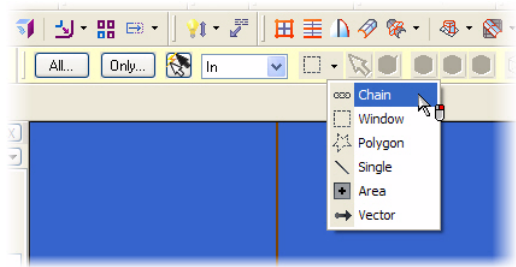 All... Only... In
Chain
Window
Polygon
Single
Area
Vector